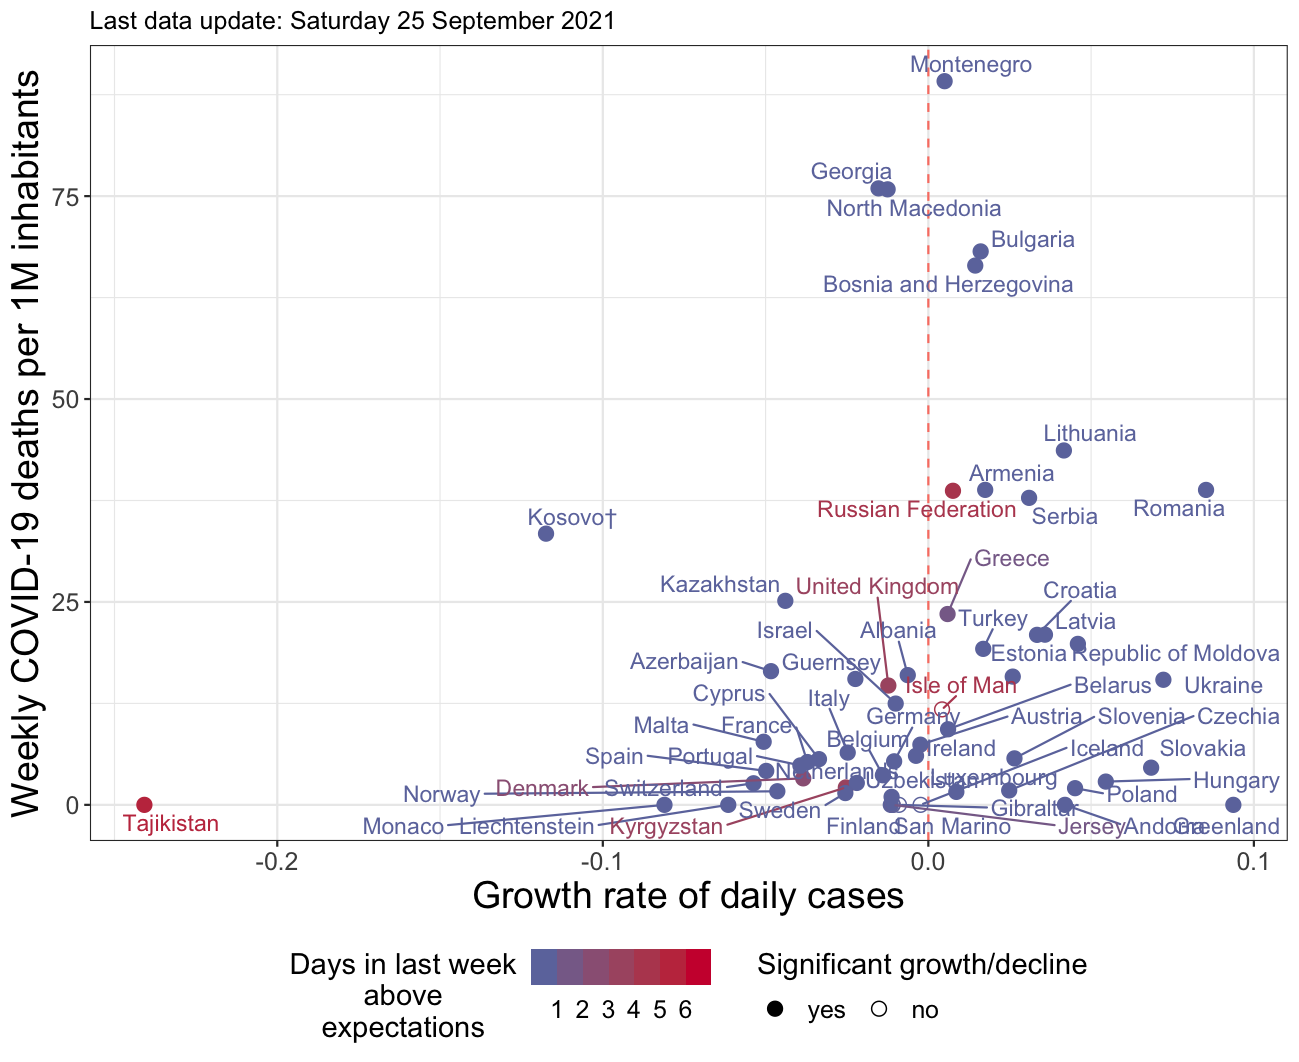 Last data update: Saturday 25 September 2021
Weekly COVID-19 deaths per 1M inhabitants
75
50
25
0
Montenegro
Georgia
North Macedonia
Bulgaria
Bosnia and Herzegovina
Lithuania
Armenia
Russian Federation
Serbia
Romania
Kosovo†
Greece
Kazakhstan
United Kingdom
Croatia
Turkey
Latvia
Israel
Albania
Estonia
Republic of Moldova
Azerbaijan
Guernsey
Isle of Man
Belarus
Ukraine
Cyprus
Italy
Germany
Austria
Slovenia
Czechia
Malta
France
Belgium
Ireland
Iceland
Slovakia
Spain
Portugal
Netherlands
Uzbekistan
Luxembourg
Hungary
Norway
Denmark
Switzerland
Poland
Sweden
Gibraltar
Tajikistan
Monaco
Liechtenstein
Kyrgyzstan
Finland
San Marino
Jersey
Andorra
Greenland
-0.2
-0.1
0.0
0.1
Growth rate of daily cases
Days in last week
above
expectations
1 2 3 4 5 6
Significant growth/decline
yes
no